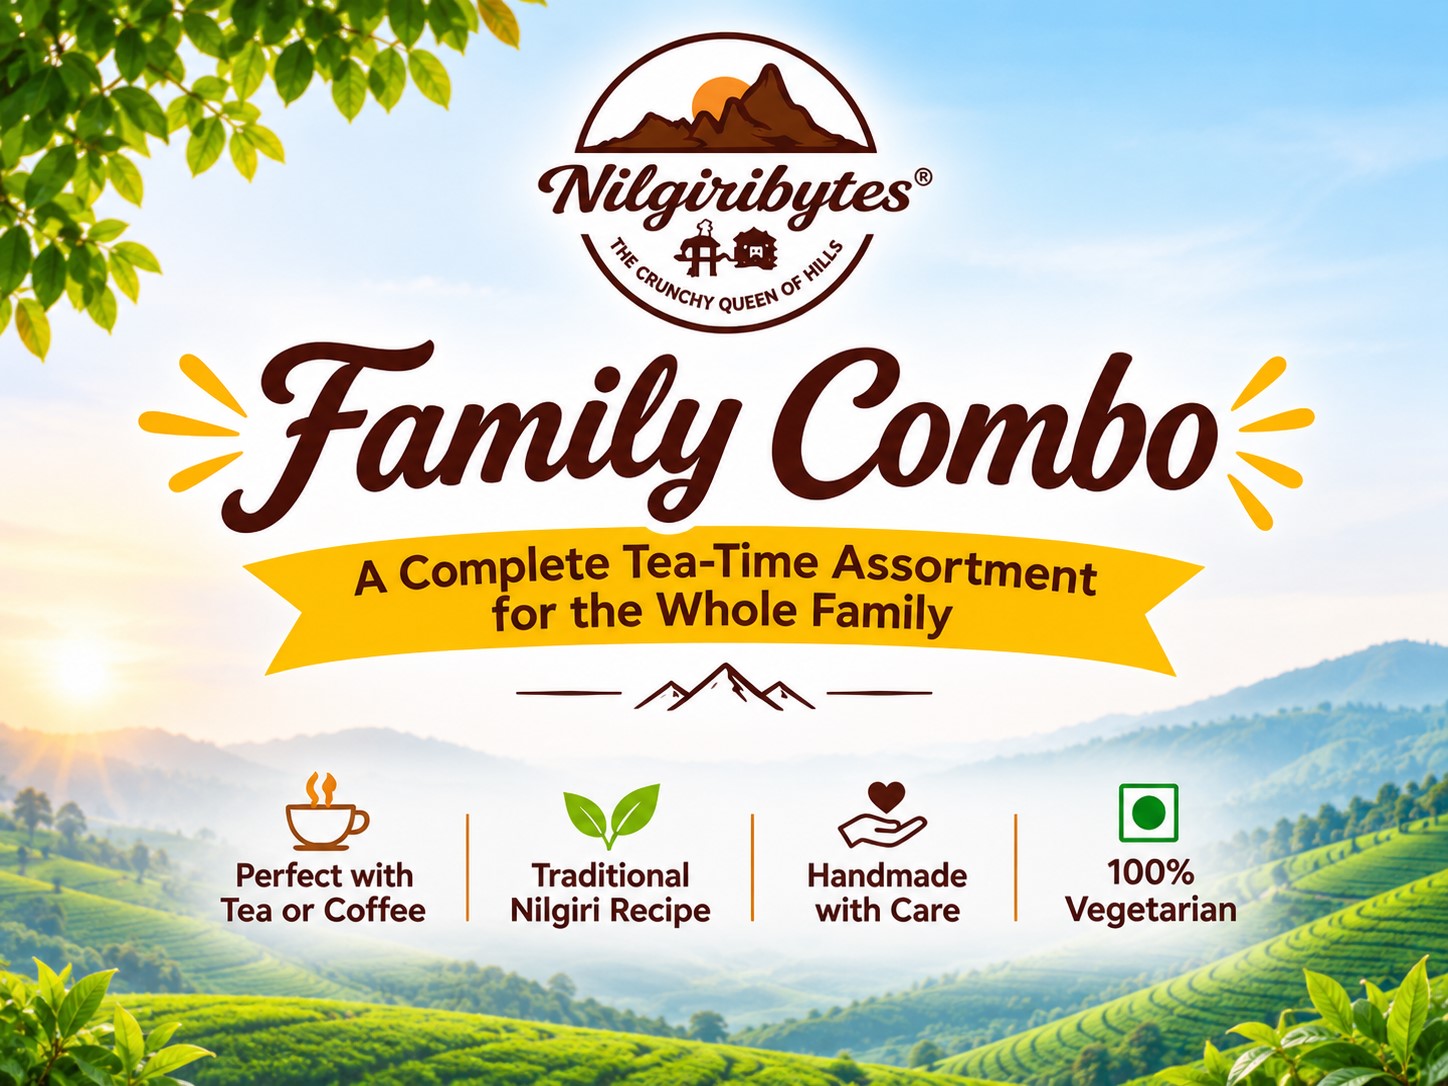 Nilgiribytes®
THE CRUNCHY QUEEN OF HILLS
Family Combo
A Complete Tea-Time Assortment
for the Whole Family
Perfect with
Tea or Coffee
Traditional
Nilgiri Recipe
Handmade
with Care
100%
Vegetarian